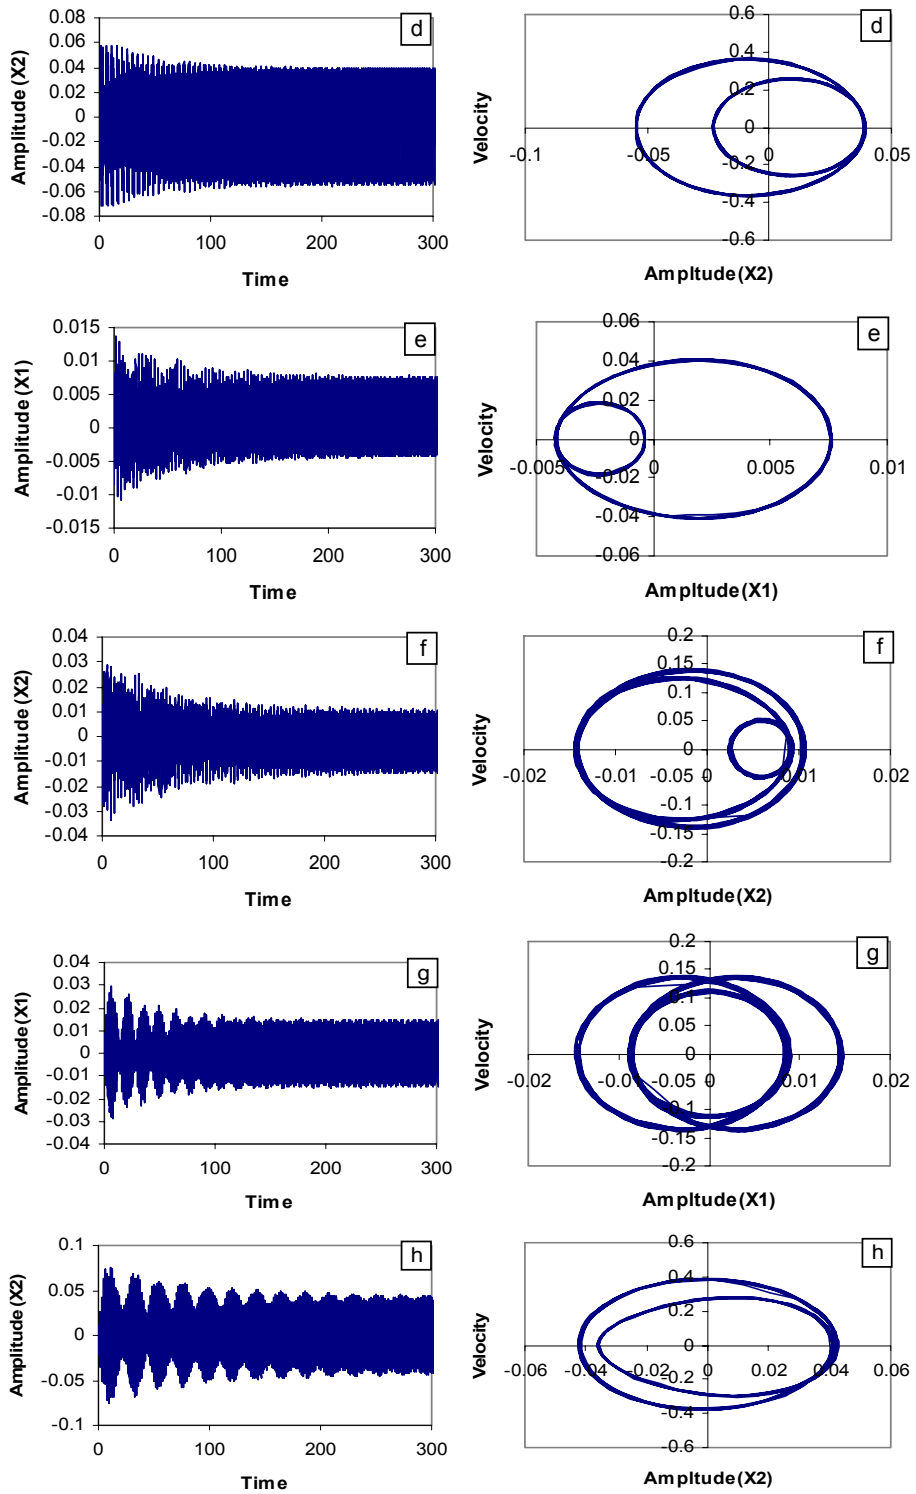 d
Amplitude (X2)
0.08
0.06
0.04
0.02
0
-0.02
-0.04
-0.06
-0.08
0 100 200 300
Time
d
Velocity
0.6
0.4
0.2
0
-0.2
-0.4
-0.6
-0.1 -0.05 0 0.05
Ampltude (X2)
e
Amplitude (X1)
0.015
0.01
0.005
0
-0.005
-0.01
-0.015
0 100 200 300
Time
e
Velocity
0.06
0.04
0.02
0
-0.02
-0.04
-0.06
-0.005 0 0.005 0.01
Ampltude (X1)
f
Amplitude (X2)
0.04
0.03
0.02
0.01
0
-0.01
-0.02
-0.03
-0.04
0 100 200 300
Time
f
Velocity
0.2
0.15
0.1
0.05
0
-0.05
-0.1
-0.15
-0.2
-0.02 -0.01 0 0.01 0.02
Ampltude (X2)
g
Amplitude (X1)
0.04
0.03
0.02
0.01
0
-0.01
-0.02
-0.03
-0.04
0 100 200 300
Time
g
Velocity
0.2
0.15
0.1
0.05
0
-0.05
-0.1
-0.15
-0.2
-0.02 -0.01 0 0.01 0.02
Ampltude (X1)
h
Amplitude (X2)
0.1
0.05
0
-0.05
-0.1
0 100 200 300
Time
h
Velocity
0.6
0.4
0.2
0
-0.2
-0.4
-0.6
-0.06 -0.04 -0.02 0 0.02 0.04 0.06
Ampltude (X2)